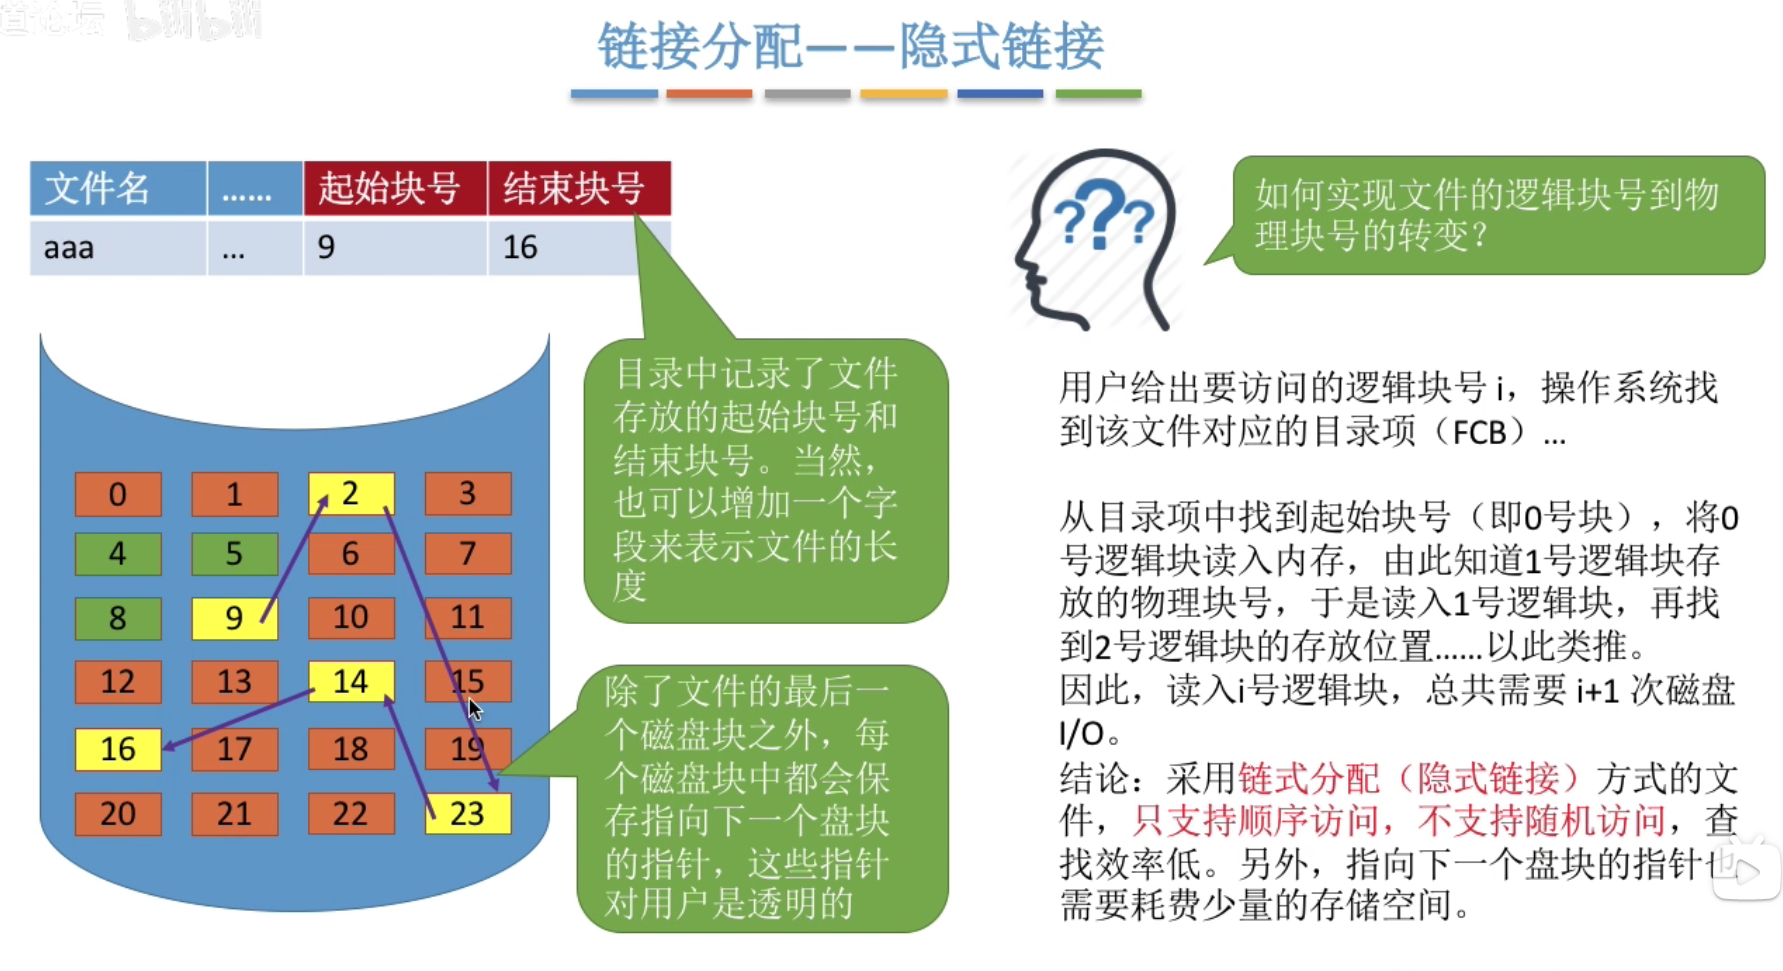 道论坛 bilibili
链接分配——隐式链接
文件名 …… 起始块号 结束块号
aaa … 9 16
目录中记录了文件
存放的起始块号和
结束块号。当然，
也可以增加一个字
段来表示文件的长
度
0 1 2 3
4 5 6 7
8 9 10 11
12 13 14 15
16 17 18 19
20 21 22 23
除了文件的最后一
个磁盘块之外，每
个磁盘块中都会保
存指向下一个盘块
的指针，这些指针
对用户是透明的
???
如何实现文件的逻辑块号到物
理块号的转变？
用户给出要访问的逻辑块号 i，操作系统找
到该文件对应的目录项（FCB）…
从目录项中找到起始块号（即0号块），将0
号逻辑块读入内存，由此知道1号逻辑块存
放的物理块号，于是读入1号逻辑块，再找
到2号逻辑块的存放位置……以此类推。
因此，读入i号逻辑块，总共需要 i+1 次磁盘
I/O。
结论：采用链式分配（隐式链接）方式的文
件，只支持顺序访问，不支持随机访问，查
找效率低。另外，指向下一个盘块的指针也
需要耗费少量的存储空间。